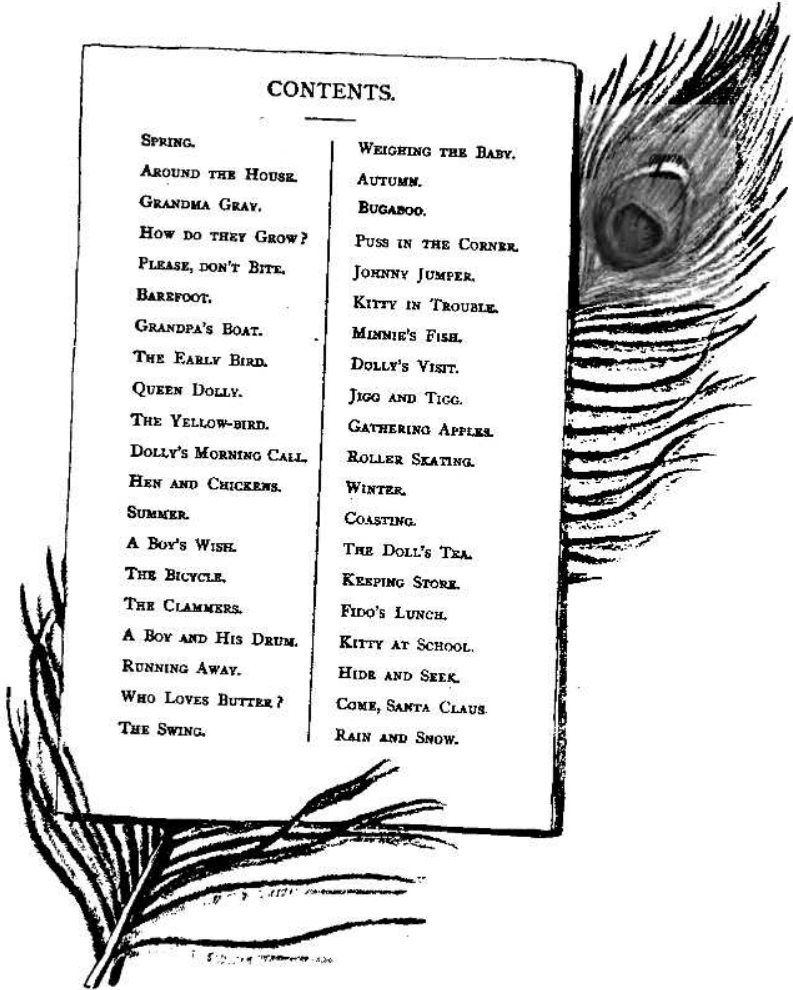 CONTENTS.
SPRING.
AROUND THE HOUSE.
GRANDMA GRAY.
HOW DO THEY GROW?
PLEASE, DON'T BITE.
BAREFOOT.
GRANDPA'S BOAT.
THE EARLY BIRD.
QUEEN DOLLY.
THE YELLOW-BIRD.
DOLLY'S MORNING CALL.
HEN AND CHICKENS.
SUMMER.
A BOY'S WISH.
THE BICYCLE.
THE CLAMMERS.
A BOY AND HIS DRUM.
RUNNING AWAY.
WHO LOVES BUTTER?
THE SWING.
WEIGHING THE BABY.
AUTUMN.
BUGABOO.
PUSS IN THE CORNER.
JOHNNY JUMPER.
KITTY IN TROUBLE.
MINNIE'S FISH.
DOLLY'S VISIT.
JIGG AND TIGG.
GATHERING APPLES.
ROLLER SKATING.
WINTER.
COASTING.
THE DOLL'S TEA.
KEEPING STORE.
FIDO'S LUNCH.
KITTY AT SCHOOL.
HIDE AND SEEK.
COME, SANTA CLAUS
RAIN AND SNOW.